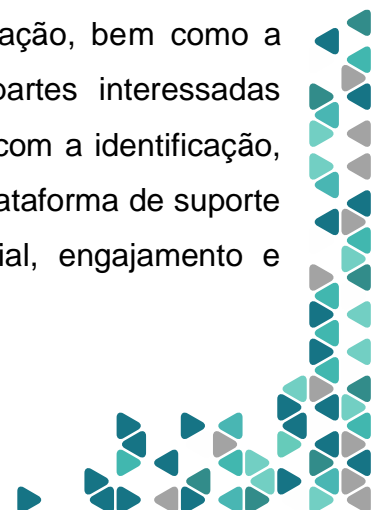 ação, bem como a
partes interessadas
com a identificação,
ataforma de suporte
ial, engajamento e